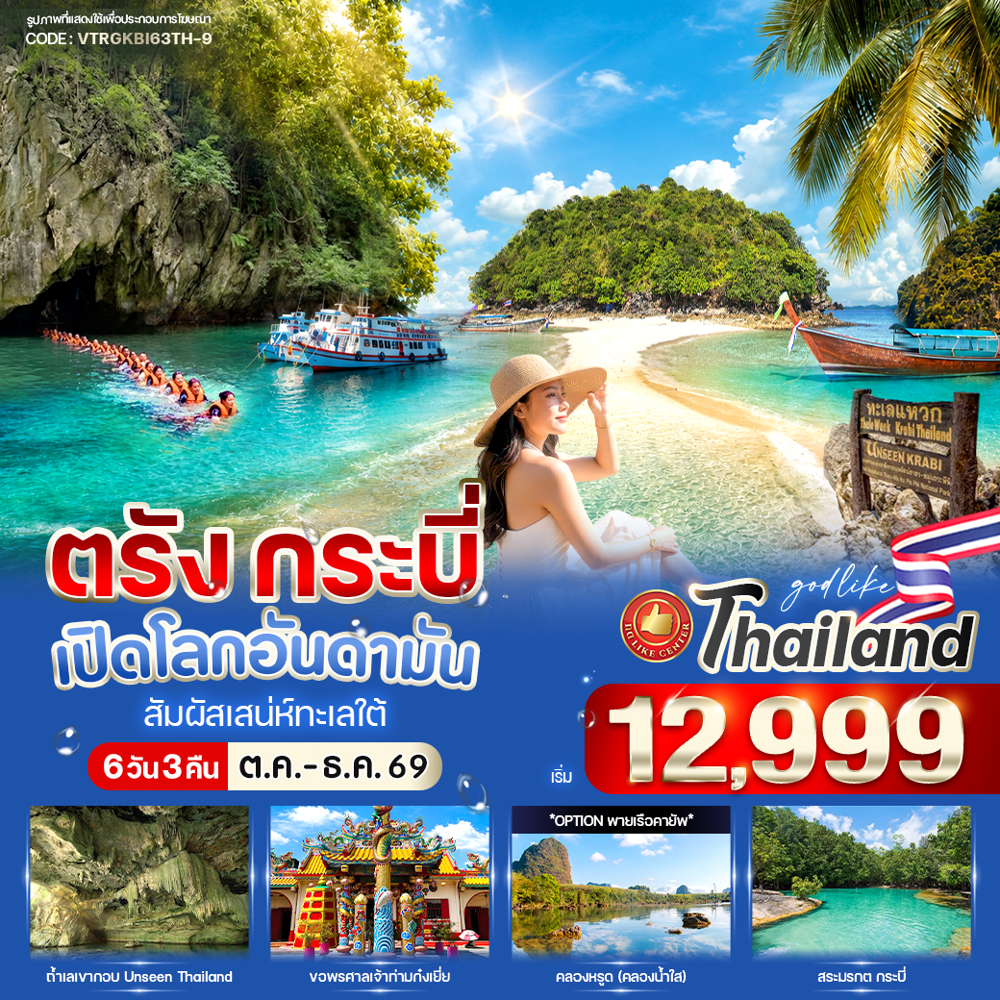 รูปภาพที่แสดงใช้เพื่อประกอบการโฆษณา
CODE : VTRGKBI63TH-9
ทะเลแหวก
Thale Waek Krabi Thailand
UNSEEN KRABI
ตรัง กระบี่
เปิดโลกอันดามัน
สัมผัสเสน่ห์ทะเลใต้
6 วัน 3 คืน ต.ค.-ธ.ค. 69
godlike
Thailand
GD LIKE CENTER
เริ่ม 12,999
*OPTION พายเรือคายัพ*
ถ้ำเลเขากอบ Unseen Thailand
ขอพรศาลเจ้าท่ามกงเยี่ย
คลองหรูด (คลองน้ำใส)
สระมรกต กระบี่